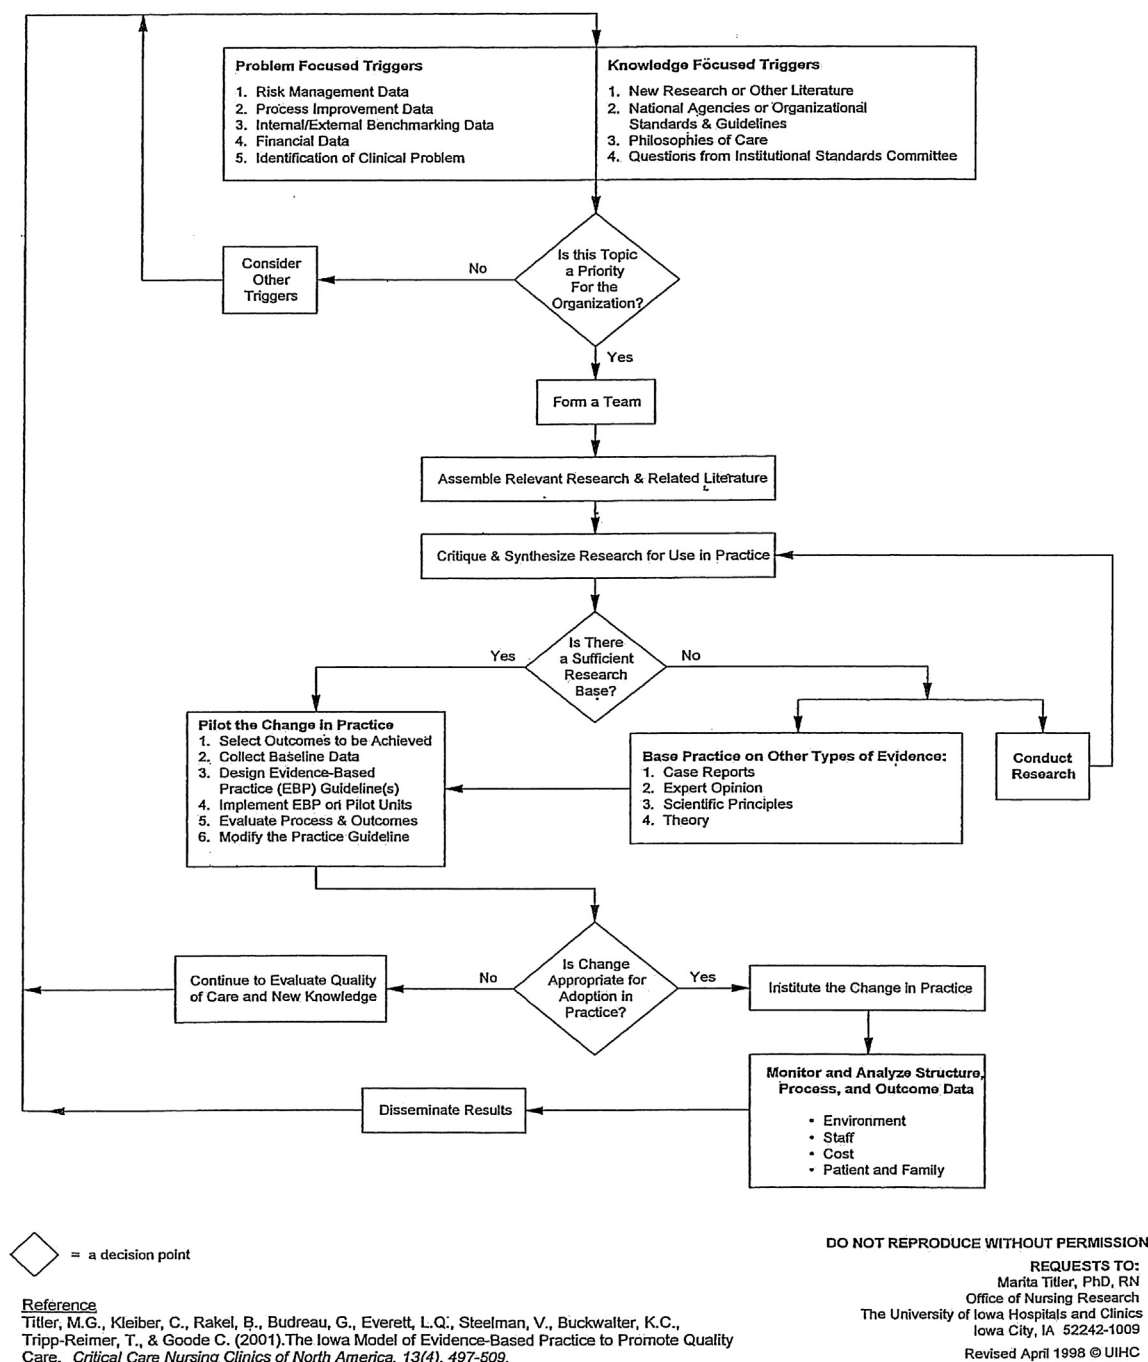 Problem Focused Triggers
1. Risk Management Data
2. Process Improvement Data
3. Internal/External Benchmarking Data
4. Financial Data
5. Identification of Clinical Problem
Knowledge Focused Triggers
1. New Research or Other Literature
2. National Agencies or Organizational
Standards & Guidelines
3. Philosophies of Care
4. Questions from Institutional Standards Committee
Consider
Other
Triggers
No
Is this Topic
a Priority
For the
Organization?
Yes
Form a Team
Assemble Relevant Research & Related Literature
Critique & Synthesize Research for Use in Practice
Yes
Is There
a Sufficient
Research
Base?
No
Pilot the Change in Practice
1. Select Outcomes to be Achieved
2. Collect Baseline Data
3. Design Evidence-Based
Practice (EBP) Guideline(s)
4. Implement EBP on Pilot Units
5. Evaluate Process & Outcomes
6. Modify the Practice Guideline
Base Practice on Other Types of Evidence:
1. Case Reports
2. Expert Opinion
3. Scientific Principles
4. Theory
Conduct
Research
Continue to Evaluate Quality
of Care and New Knowledge
No
Is Change
Appropriate for
Adoption in
Practice?
Yes
Institute the Change in Practice
Monitor and Analyze Structure,
Process, and Outcome Data
• Environment
• Staff
• Cost
• Patient and Family
Disseminate Results
= a decision point
DO NOT REPRODUCE WITHOUT PERMISSION
REQUESTS TO:
Marita Titler, PhD, RN
Office of Nursing Research
The University of Iowa Hospitals and Clinics
Iowa City, IA 52242-1009
Revised April 1998 © UIHC
Reference
Titler, M.G., Kleiber, C., Rakel, B., Budreau, G., Everett, L.Q., Steelman, V., Buckwalter, K.C.,
Tripp-Reimer, T., & Goode C. (2001).The Iowa Model of Evidence-Based Practice to Promote Quality
Care. Critical Care Nursing Clinics of North America, 13(4), 497-509.